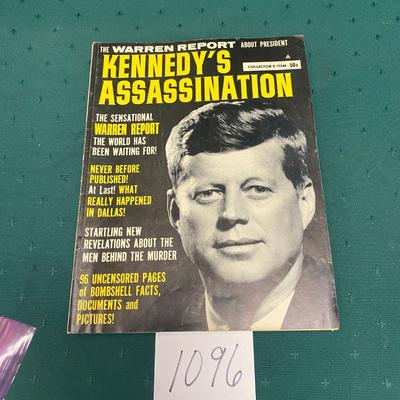 THE WARREN REPORT ABOUT PRESIDENT
KENNEDY'S
COLLECTOR'S ITEM 50¢
ASSASSINATION
THE SENSATIONAL
WARREN REPORT
THE WORLD HAS
BEEN WAITING FOR!
NEVER BEFORE
PUBLISHED!
At Last! WHAT
REALLY HAPPENED
IN DALLAS!
STARTLING NEW
REVELATIONS ABOUT THE
MEN BEHIND THE MURDER
96 UNCENSORED PAGES
of BOMBSHELL FACTS,
DOCUMENTS and
PICTURES!
1096